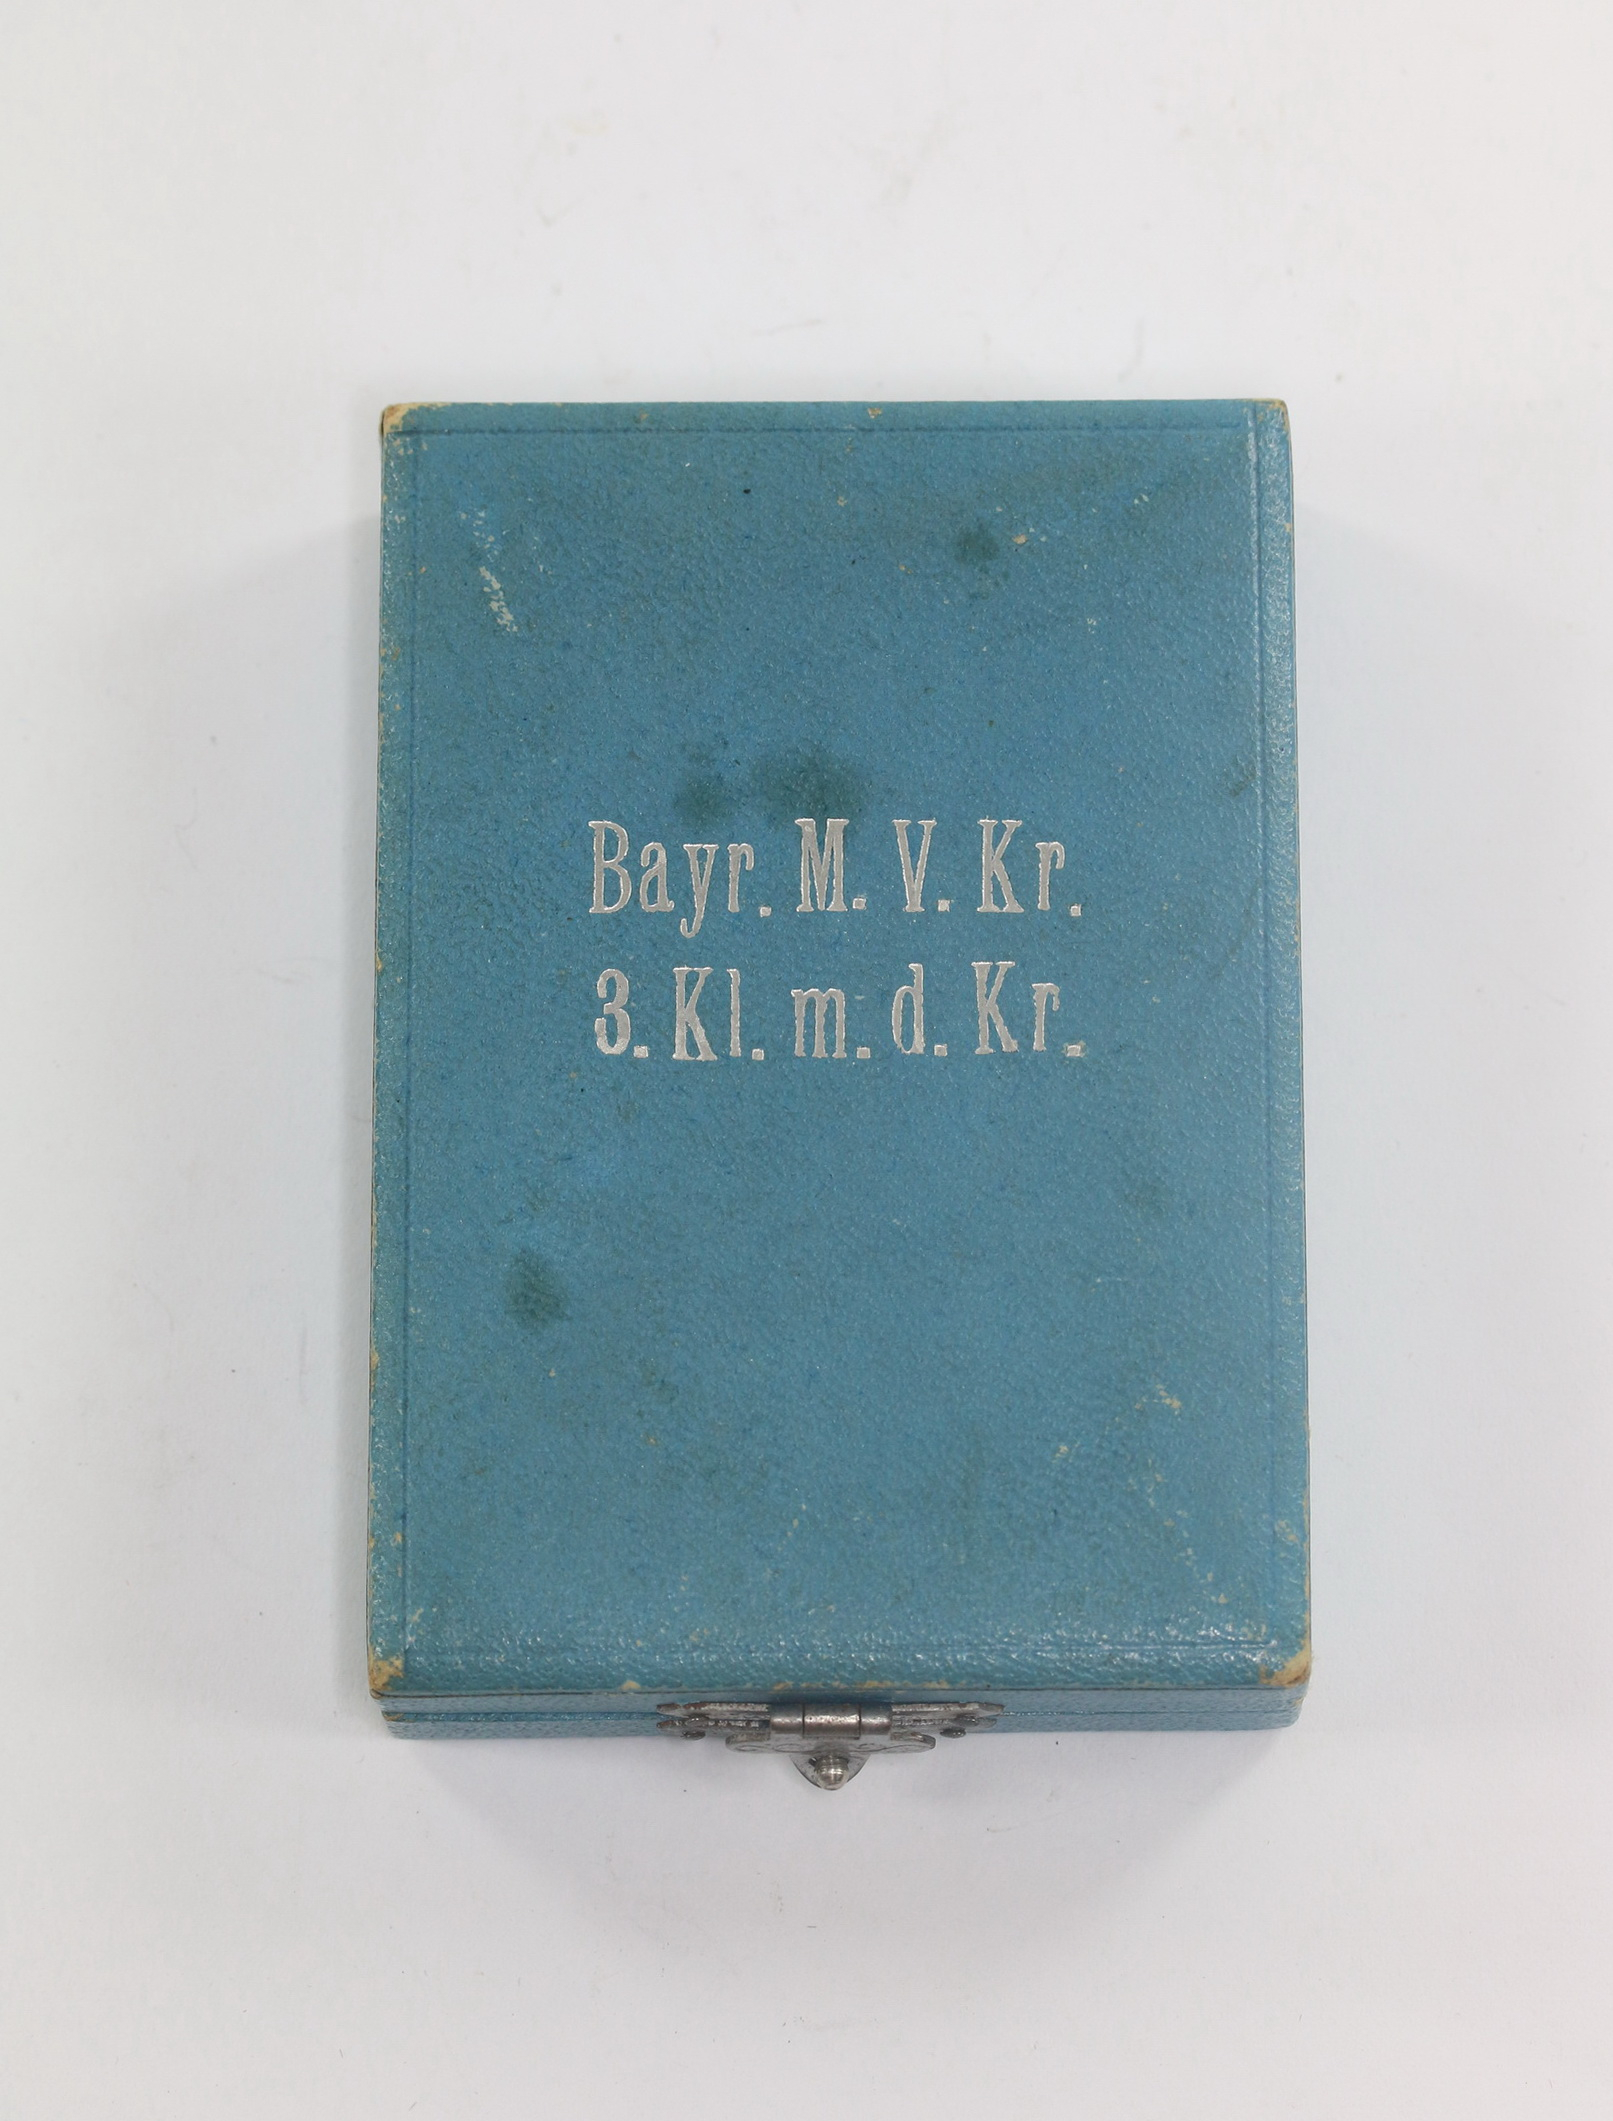 Bayr. M. V. Kr.
3. Kl. m. d. Kr.